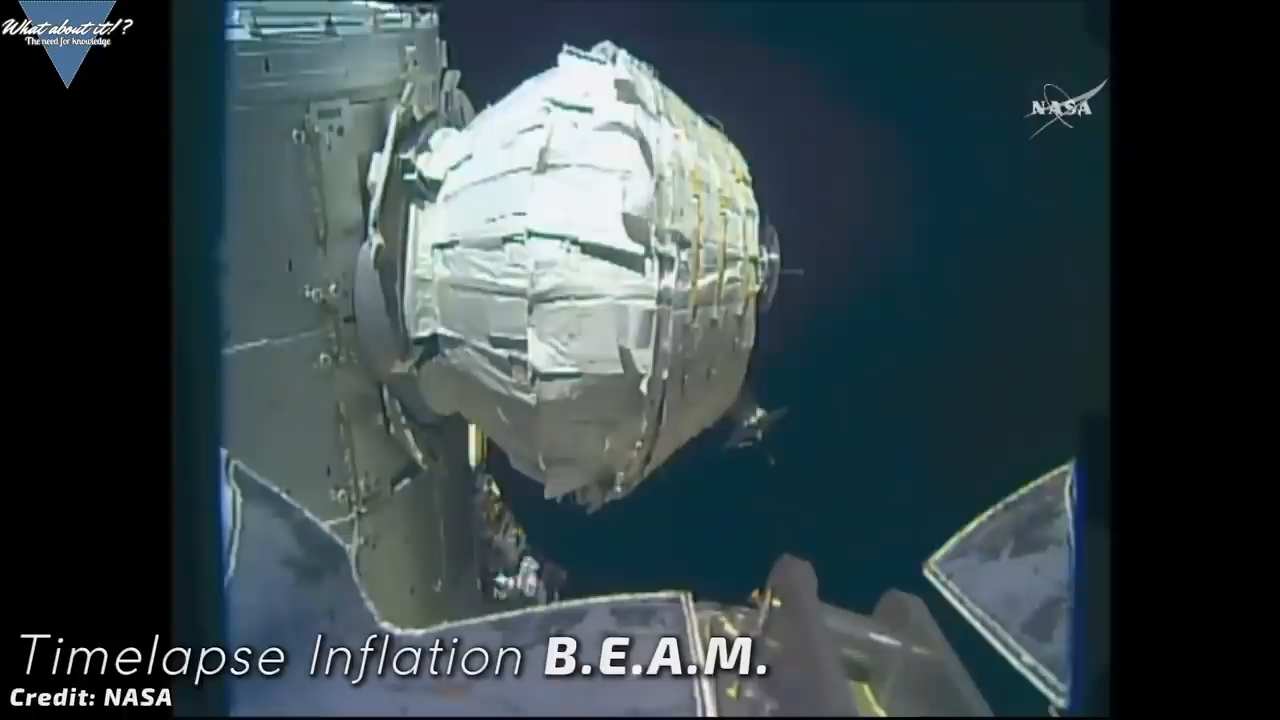 What about it!?
The need for knowledge
NASA
Timelapse Inflation B.E.A.M.
Credit: NASA